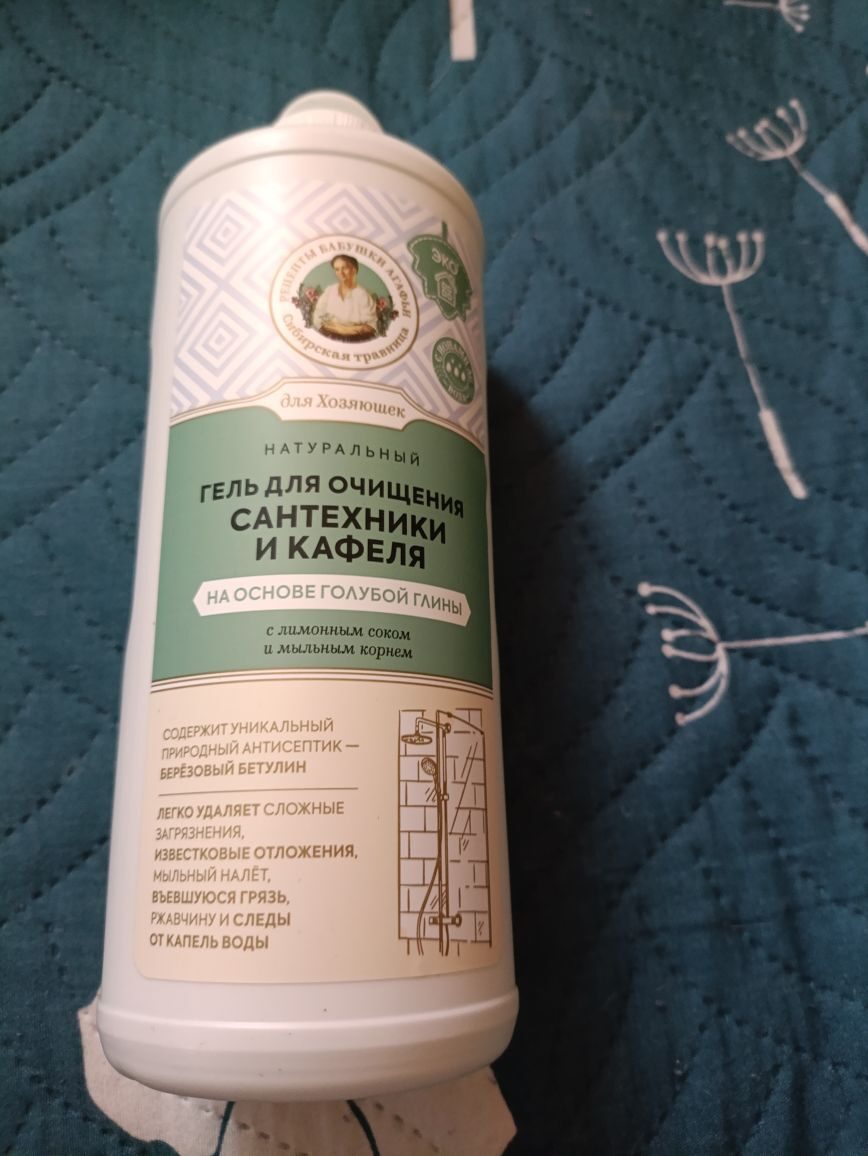 РЕЦЕПТЫ БАБУШКИ АГАФЬИ
Сибирская травница
ЭКО
для Хозяюшек
НАТУРАЛЬНЫЙ
ГЕЛЬ ДЛЯ ОЧИЩЕНИЯ
САНТЕХНИКИ
И КАФЕЛЯ
НА ОСНОВЕ ГОЛУБОЙ ГЛИНЫ
с лимонным соком
и мыльным корнем
СОДЕРЖИТ УНИКАЛЬНЫЙ
ПРИРОДНЫЙ АНТИСЕПТИК —
БЕРЁЗОВЫЙ БЕТУЛИН
ЛЕГКО УДАЛЯЕТ СЛОЖНЫЕ
ЗАГРЯЗНЕНИЯ,
ИЗВЕСТКОВЫЕ ОТЛОЖЕНИЯ,
МЫЛЬНЫЙ НАЛЁТ,
ВЪЕВШУЮСЯ ГРЯЗЬ,
РЖАВЧИНУ И СЛЕДЫ
ОТ КАПЕЛЬ ВОДЫ